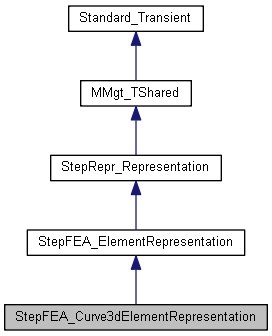 Standard_Transient
MMgt_TShared
StepRepr_Representation
StepFEA_ElementRepresentation
StepFEA_Curve3dElementRepresentation